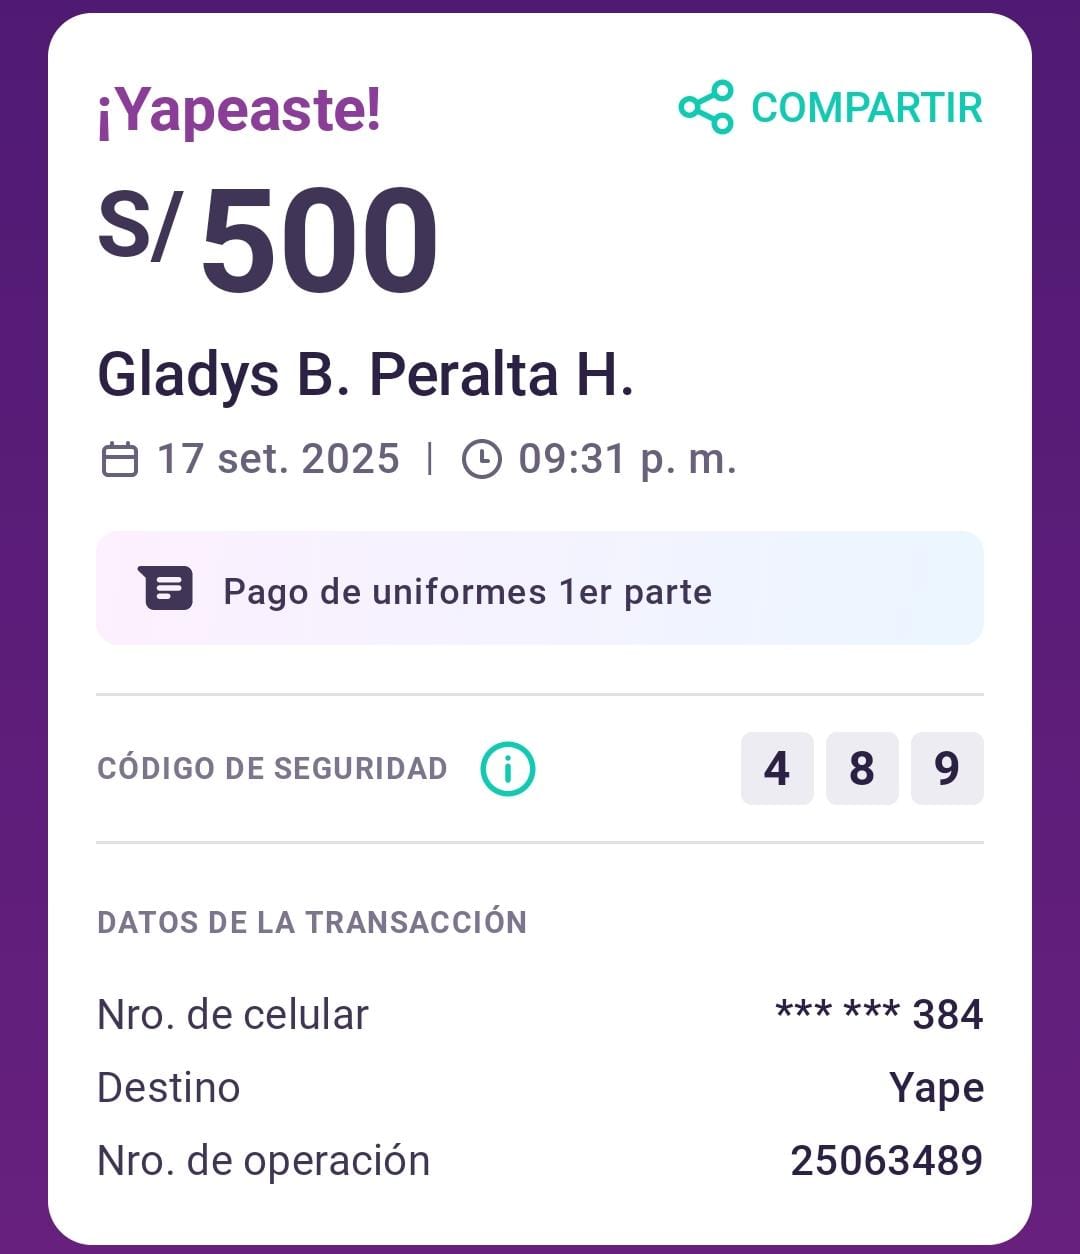 ¡Yapeaste!
COMPARTIR
S/ 500
Gladys B. Peralta H.
17 set. 2025 | 09:31 p. m.
Pago de uniformes 1er parte
CÓDIGO DE SEGURIDAD
4 8 9
DATOS DE LA TRANSACCIÓN
Nro. de celular *** *** 384
Destino Yape
Nro. de operación 25063489